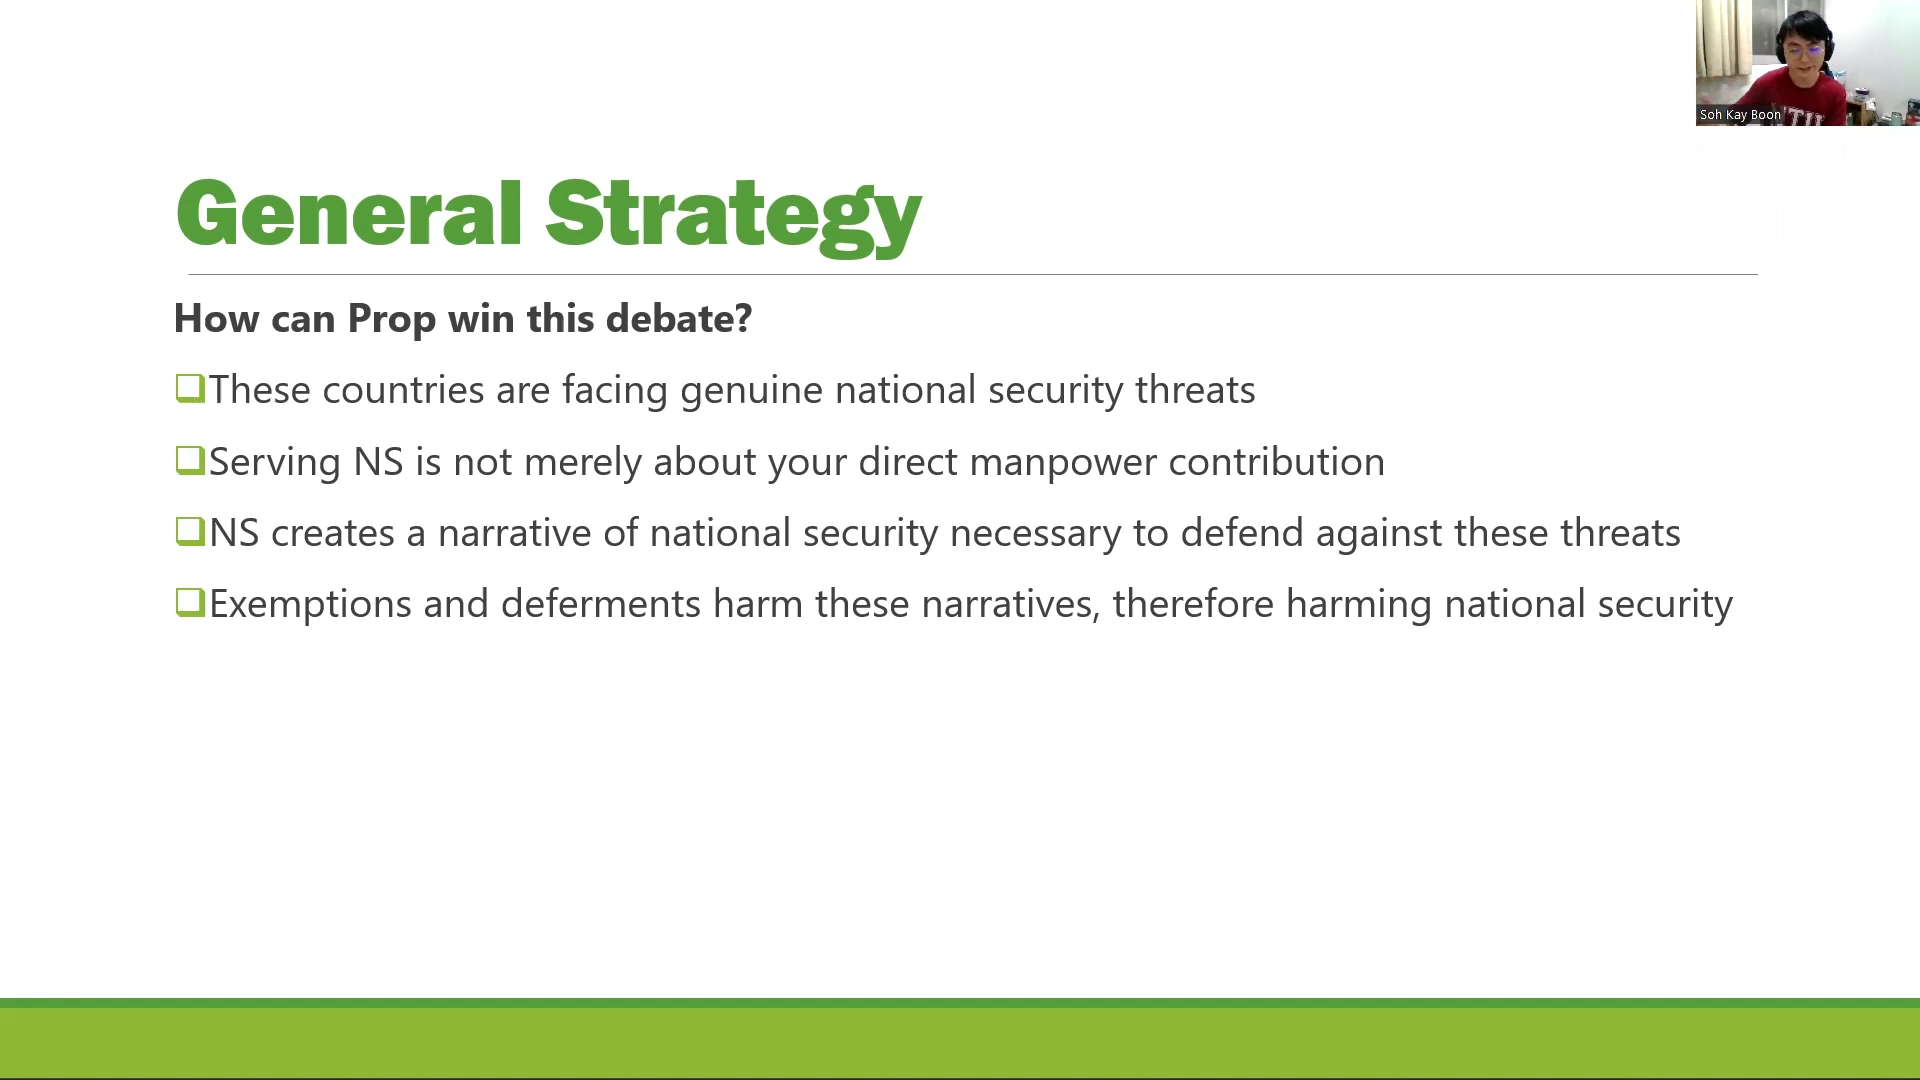 Soh Kay Boon
General Strategy
How can Prop win this debate?
These countries are facing genuine national security threats
Serving NS is not merely about your direct manpower contribution
NS creates a narrative of national security necessary to defend against these threats
Exemptions and deferments harm these narratives, therefore harming national security